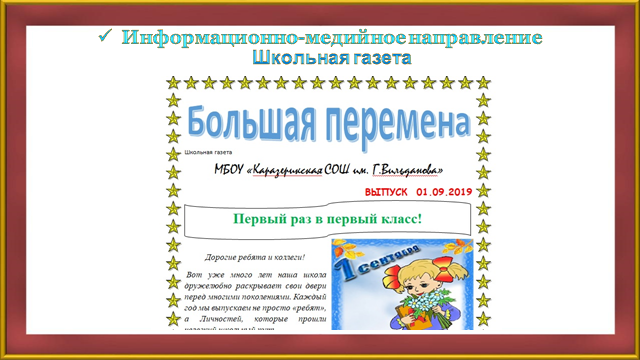 Информационно-медийное направление
Школьная газета
Большая перемена
Школьная газета
МБОУ «Каразерикская СОШ им. Г.Вильданова»
ВЫПУСК 01.09.2019
Первый раз в первый класс!
1 сентября
Дорогие ребята и коллеги!
Вот уже много лет наша школа
дружелюбно раскрывает свои двери
перед многими поколениями. Каждый
год мы выпускаем не просто «ребят»,
а Личностей, которые прошли